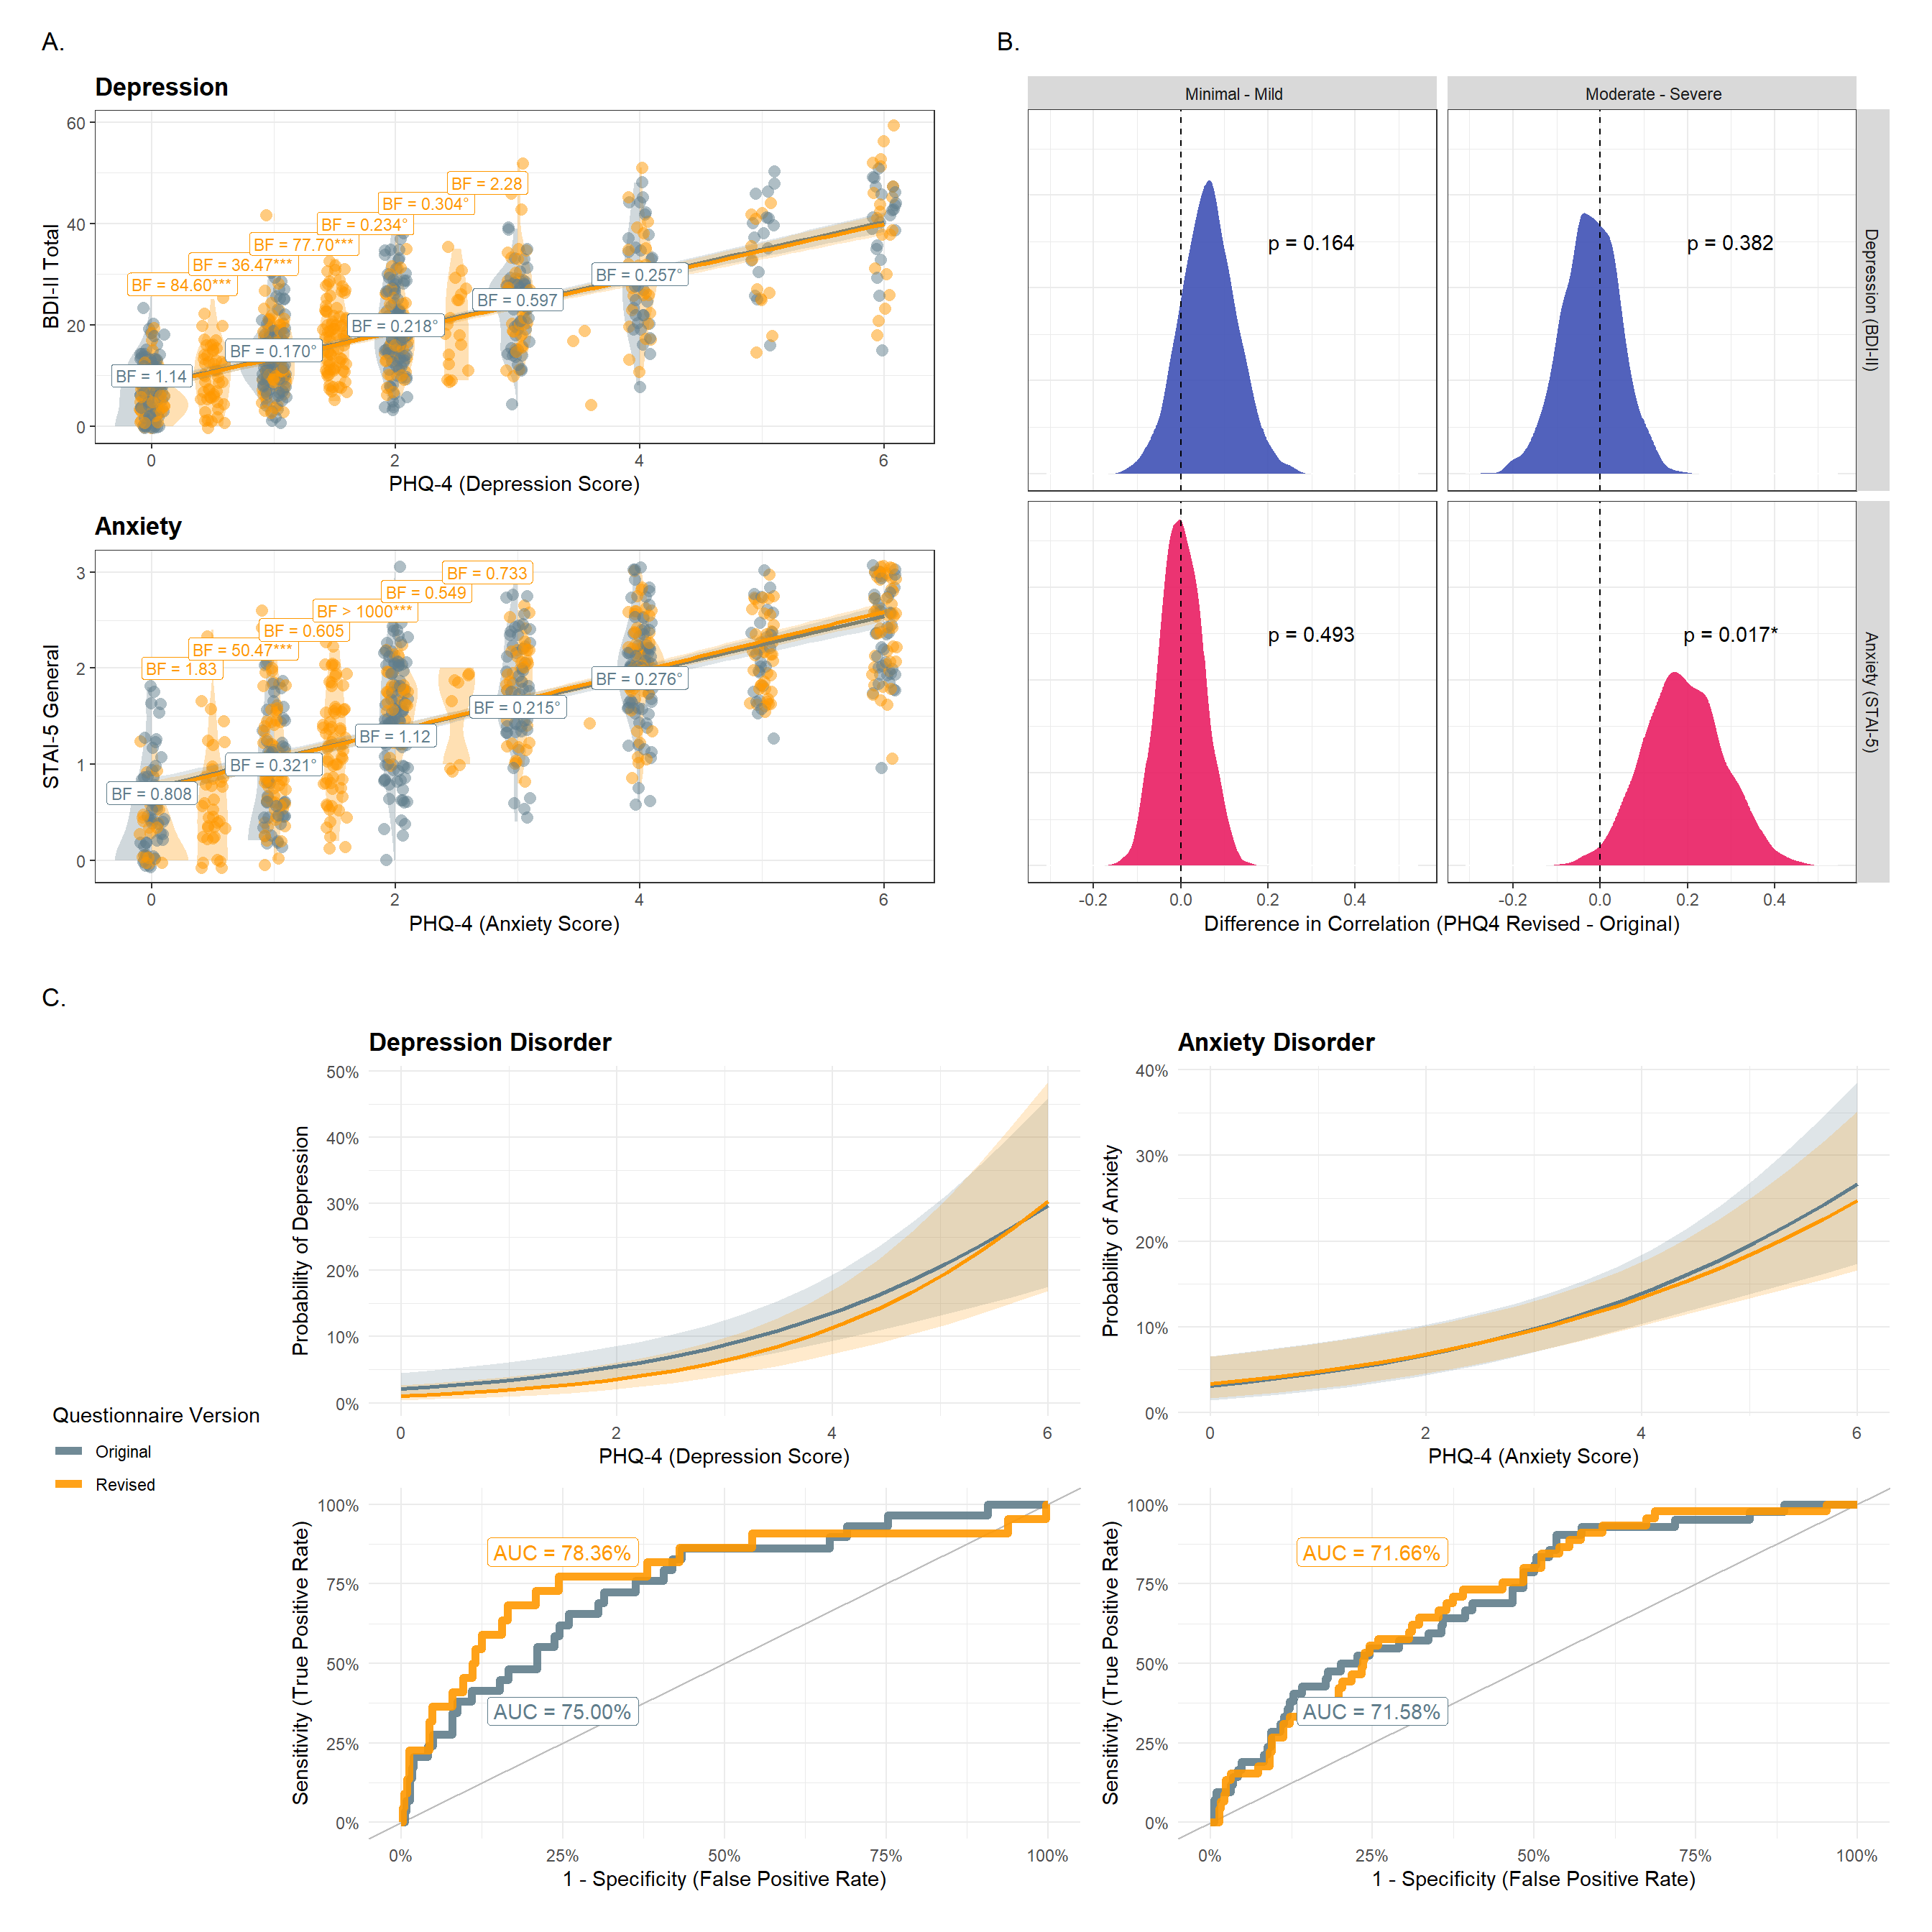 A.
Depression
BDI-II Total
60
40
20
0
BF = 84.60***
BF = 36.47***
BF = 77.70***
BF = 0.234°
BF = 0.304°
BF = 2.28
BF = 1.14
BF = 0.170°
BF = 0.218°
BF = 0.597
BF = 0.257°
0 2 4 6
PHQ-4 (Depression Score)
Anxiety
STAI-5 General
3
2
1
0
BF = 1.83
BF = 50.47***
BF = 0.605
BF > 1000***
BF = 0.549
BF = 0.733
BF = 0.808
BF = 0.321°
BF = 1.12
BF = 0.215°
BF = 0.276°
0 2 4 6
PHQ-4 (Anxiety Score)
B.
Minimal - Mild
Moderate - Severe
p = 0.164
p = 0.382
Depression (BDI-II)
p = 0.493
p = 0.017*
Anxiety (STAI-5)
-0.2 0.0 0.2 0.4
-0.2 0.0 0.2 0.4
Difference in Correlation (PHQ4 Revised - Original)
C.
Questionnaire Version
Original
Revised
Depression Disorder
Probability of Depression
50%
40%
30%
20%
10%
0%
0 2 4 6
PHQ-4 (Depression Score)
Anxiety Disorder
Probability of Anxiety
40%
30%
20%
10%
0%
0 2 4 6
PHQ-4 (Anxiety Score)
Sensitivity (True Positive Rate)
100%
75%
50%
25%
0%
AUC = 78.36%
AUC = 75.00%
0% 25% 50% 75% 100%
1 - Specificity (False Positive Rate)
Sensitivity (True Positive Rate)
100%
75%
50%
25%
0%
AUC = 71.66%
AUC = 71.58%
0% 25% 50% 75% 100%
1 - Specificity (False Positive Rate)